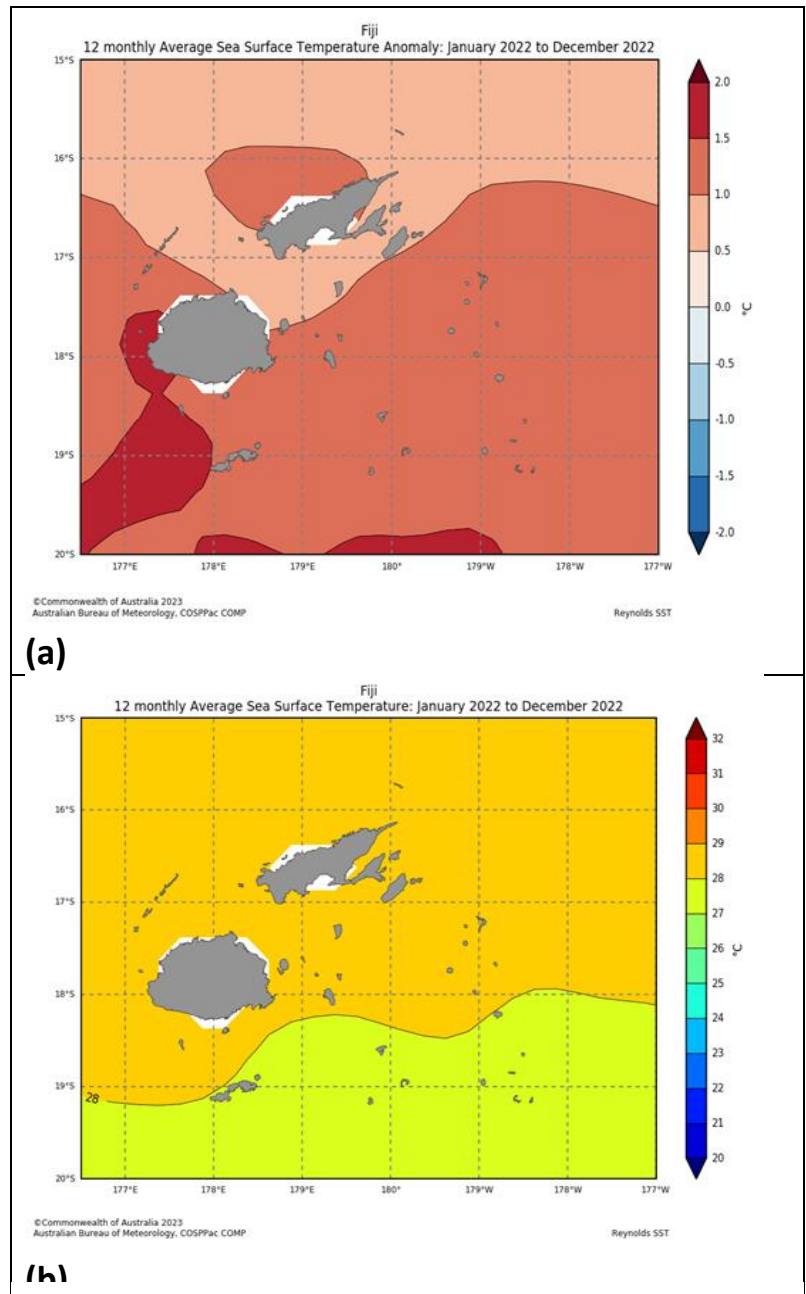 Fiji
12 monthly Average Sea Surface Temperature Anomaly: January 2022 to December 2022
15°S
16°S
17°S
18°S
19°S
20°S
177°E
178°E
179°E
180°
179°W
178°W
177°W
2.0
1.5
1.0
0.5
0.0
-0.5
-1.0
-1.5
-2.0
°C
©Commonwealth of Australia 2023
Australian Bureau of Meteorology, COSPPac COMP
Reynolds SST
(a)
Fiji
12 monthly Average Sea Surface Temperature: January 2022 to December 2022
15°S
16°S
17°S
18°S
19°S
20°S
28
177°E
178°E
179°E
180°
179°W
178°W
177°W
32
31
30
29
28
27
26
25
24
23
22
21
20
°C
©Commonwealth of Australia 2023
Australian Bureau of Meteorology, COSPPac COMP
Reynolds SST
(b)